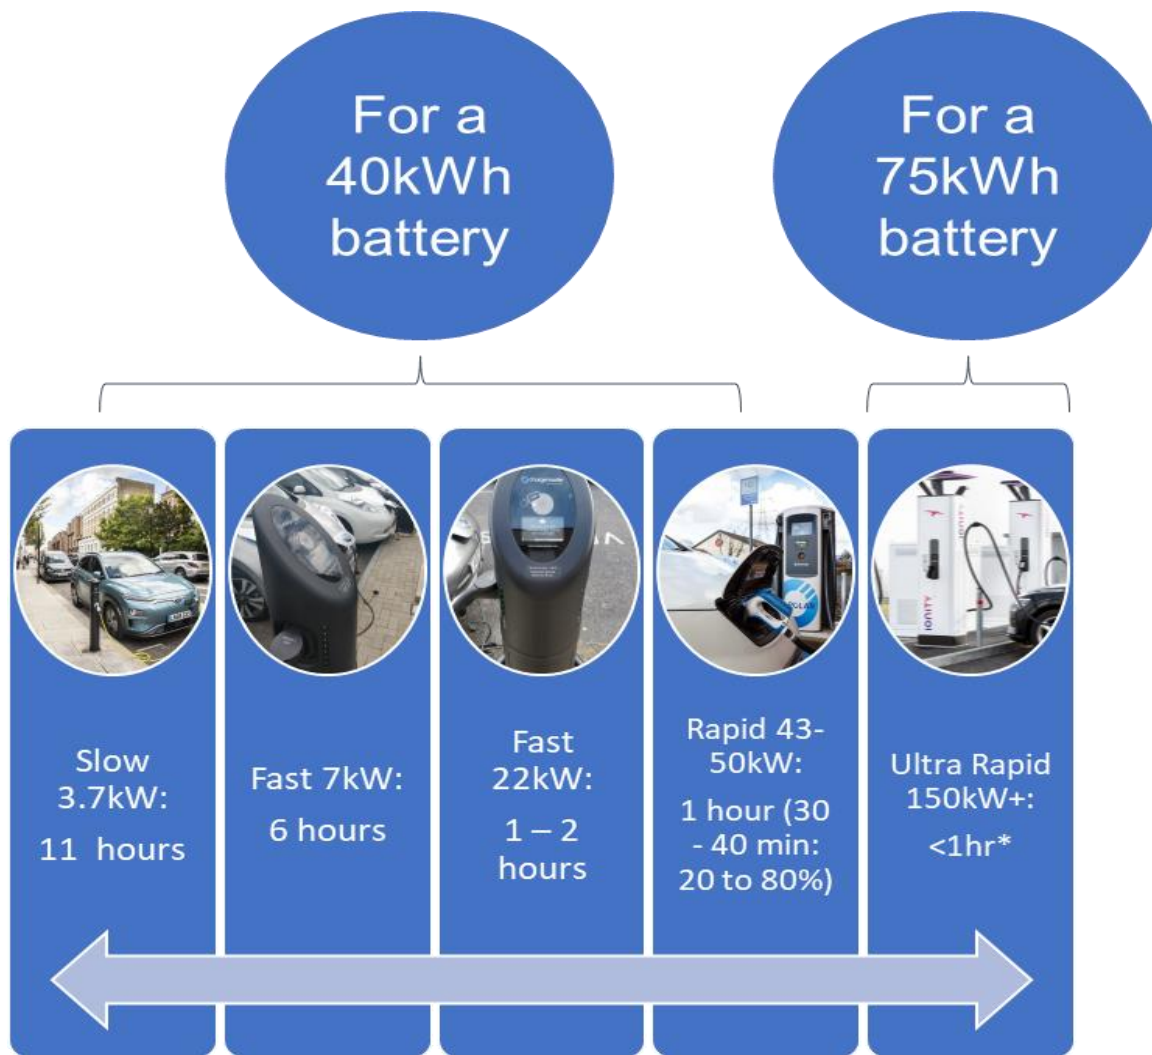 For a
40kWh
battery
For a
75kWh
battery
Slow
3.7kW:
11 hours
Fast 7kW:
6 hours
Fast
22kW:
1 – 2
hours
Rapid 43-
50kW:
1 hour (30
- 40 min:
20 to 80%)
Ultra Rapid
150kW+:
<1hr*
IONITY